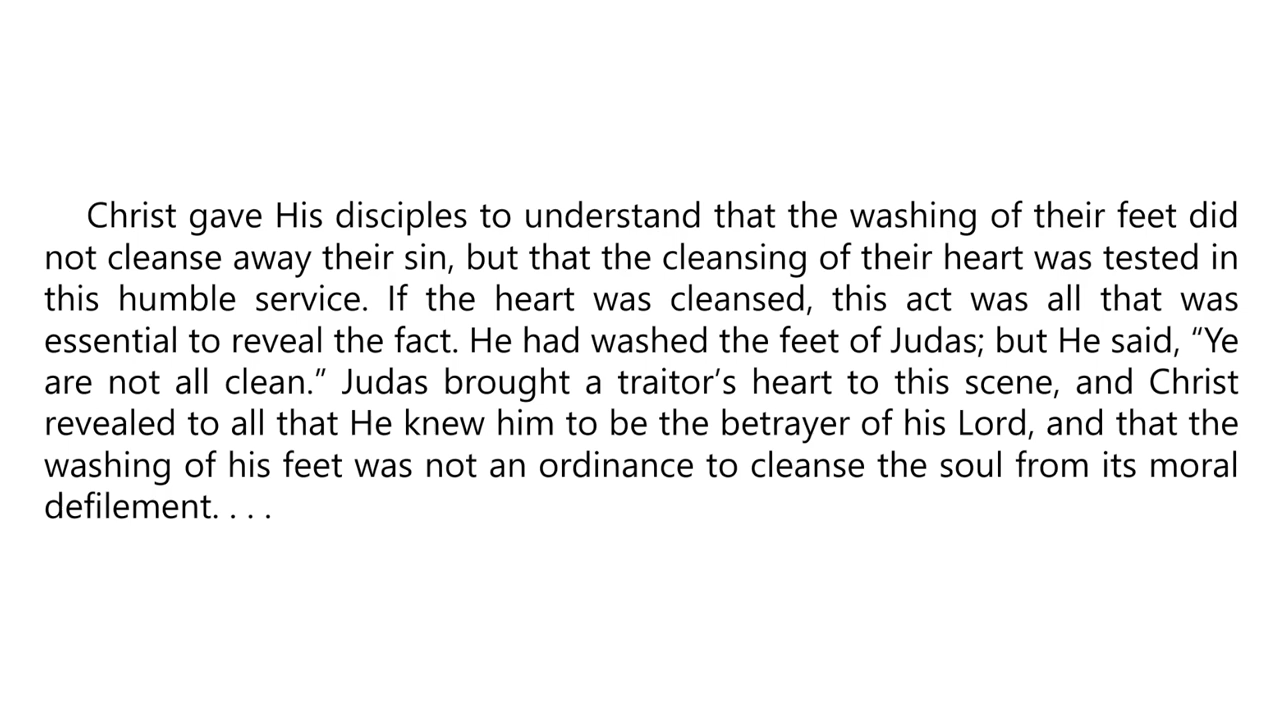 Christ gave His disciples to understand that the washing of their feet did
not cleanse away their sin, but that the cleansing of their heart was tested in
this humble service. If the heart was cleansed, this act was all that was
essential to reveal the fact. He had washed the feet of Judas; but He said, “Ye
are not all clean.” Judas brought a traitor’s heart to this scene, and Christ
revealed to all that He knew him to be the betrayer of his Lord, and that the
washing of his feet was not an ordinance to cleanse the soul from its moral
defilement. . . .